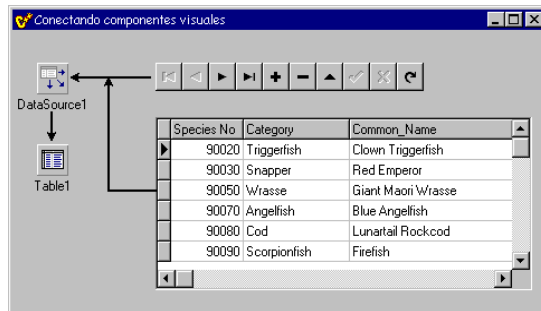 Conectando componentes visuales
DataSource1
Table1
Species No Category Common_Name
90020 Triggerfish Clown Triggerfish
90030 Snapper Red Emperor
90050 Wrasse Giant Maori Wrasse
90070 Angelfish Blue Angelfish
90080 Cod Lunartail Rockcod
90090 Scorpionfish Firefish